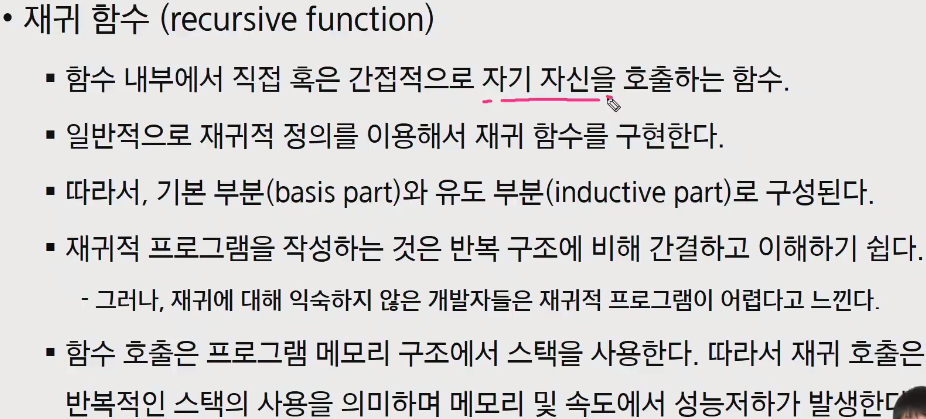 • 재귀 함수 (recursive function)
▪ 함수 내부에서 직접 혹은 간접적으로 자기 자신을 호출하는 함수.
▪ 일반적으로 재귀적 정의를 이용해서 재귀 함수를 구현한다.
▪ 따라서, 기본 부분(basis part)와 유도 부분(inductive part)로 구성된다.
▪ 재귀적 프로그램을 작성하는 것은 반복 구조에 비해 간결하고 이해하기 쉽다.
- 그러나, 재귀에 대해 익숙하지 않은 개발자들은 재귀적 프로그램이 어렵다고 느낀다.
▪ 함수 호출은 프로그램 메모리 구조에서 스택을 사용한다. 따라서 재귀 호출은
반복적인 스택의 사용을 의미하며 메모리 및 속도에서 성능저하가 발생한다